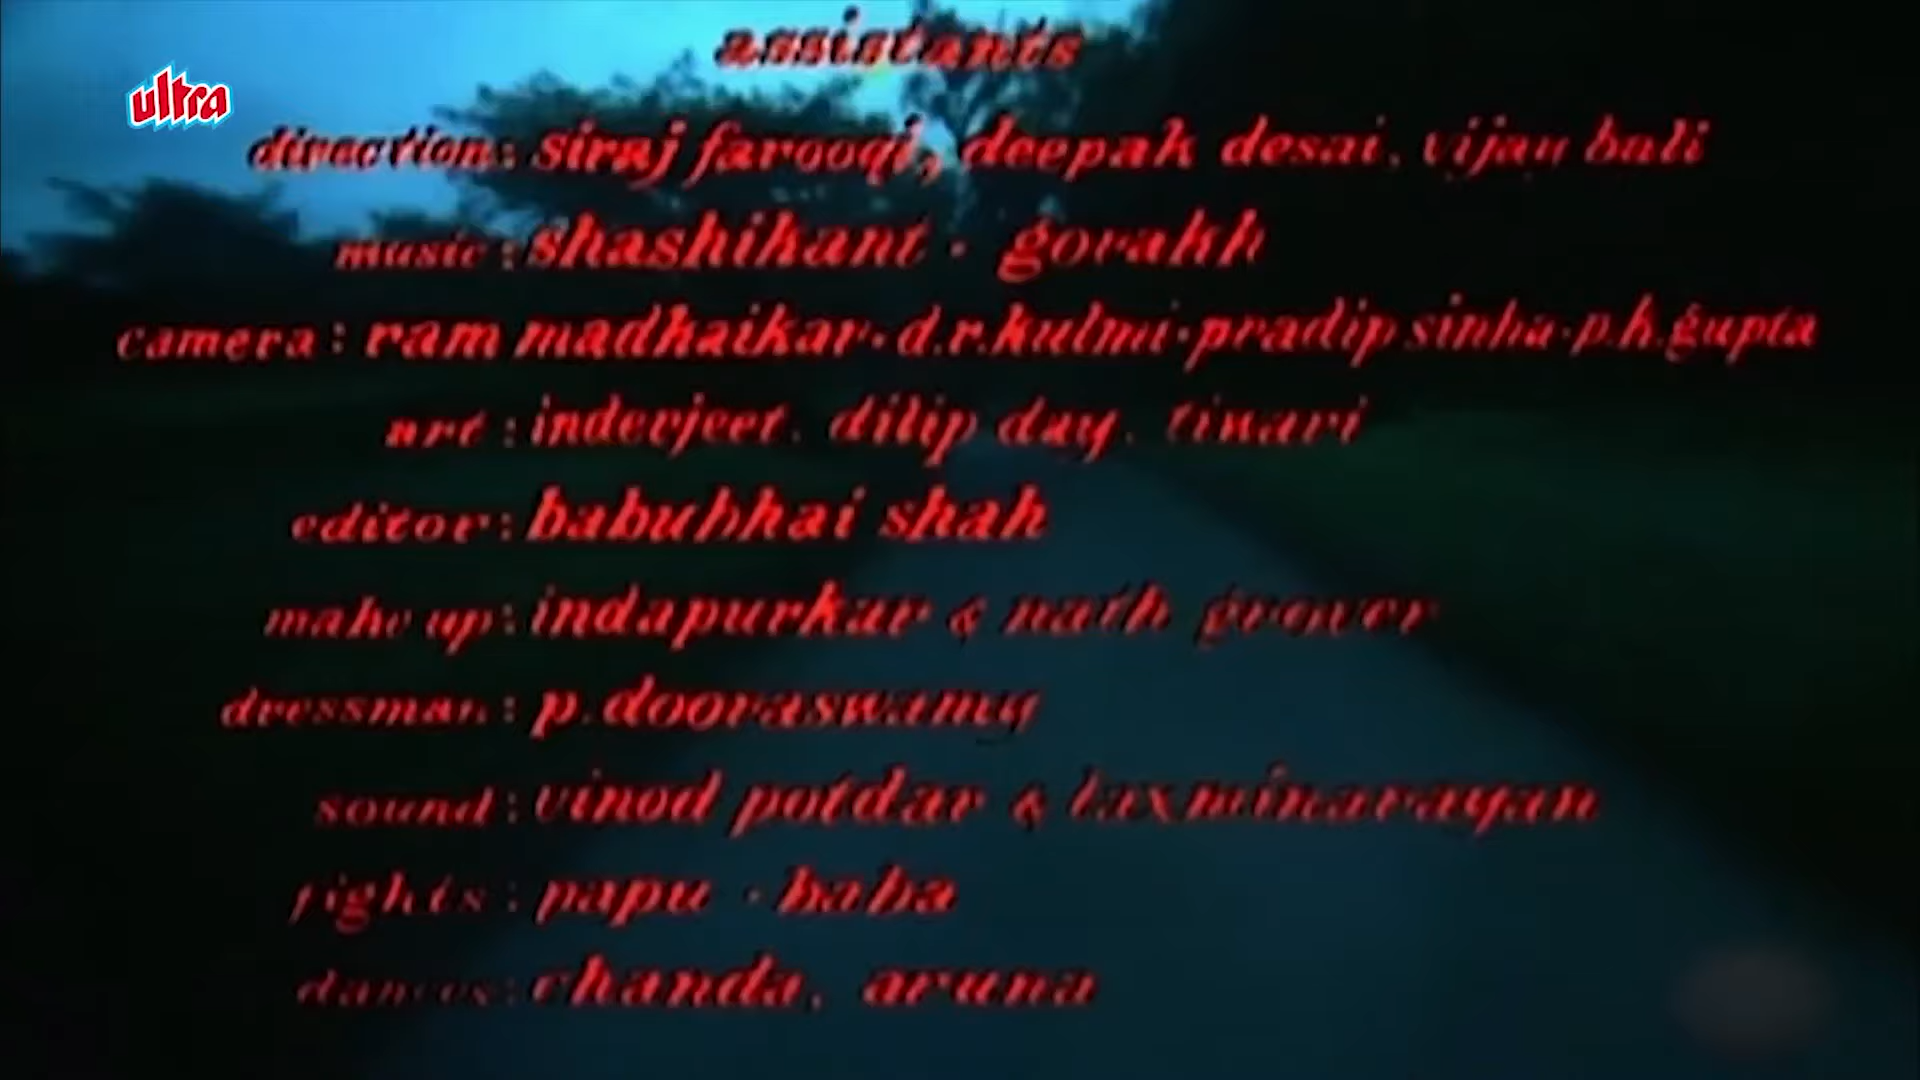 assistants
ultra
direction: siraj farooqi, deepak desai, vijay bali
music: shashikant · gorakh
camera: ram madhaikar · d.r.kulmi · pradip sinha · p.k.gupta
art: inderjeet, dilip day, tiwari
editor: babubhai shah
make up: indapurkar & nath grover
dressman: p.dooraswamy
sound: vinod potdar & laxminarayan
fights: papu · baba
dances: chanda, aruna